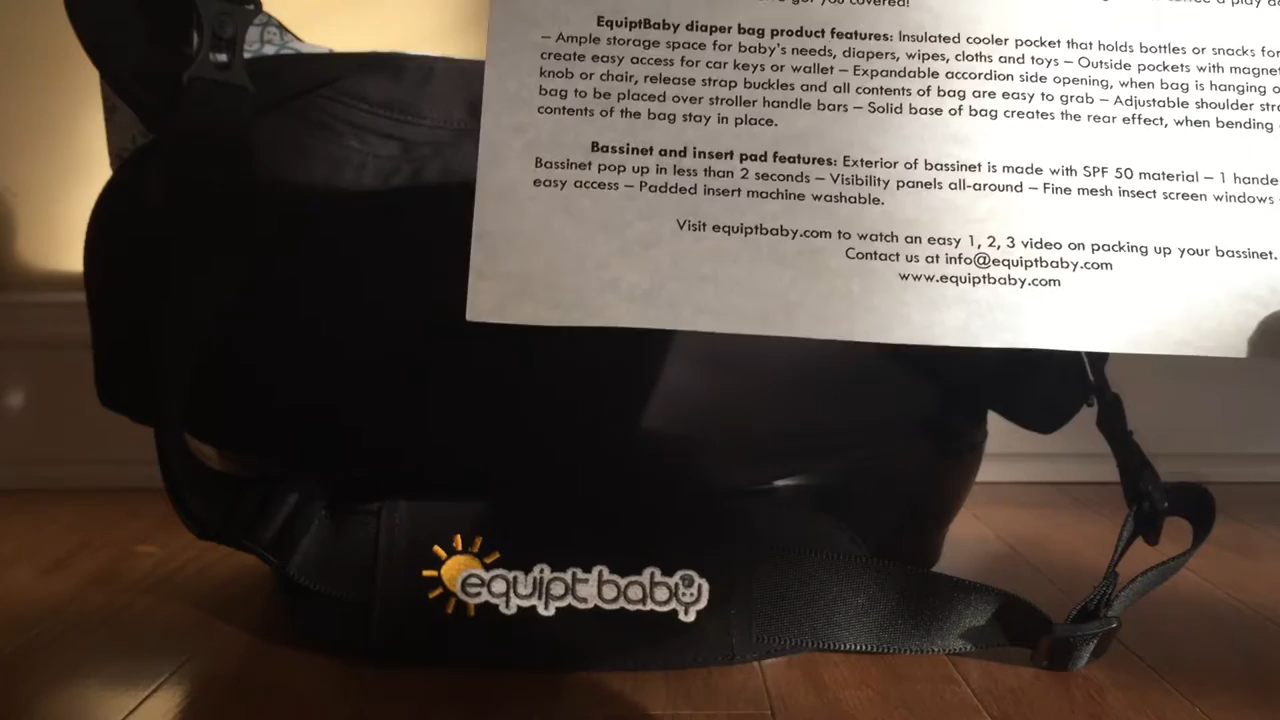 got you covered!
a play
EquiptBaby diaper bag product features: Insulated cooler pocket that holds bottles or snacks for
– Ample storage space for baby's needs, diapers, wipes, cloths and toys – Outside pockets with magnet
create easy access for car keys or wallet – Expandable accordion side opening, when bag is hanging o
knob or chair, release strap buckles and all contents of bag are easy to grab – Adjustable shoulder stra
bag to be placed over stroller handle bars – Solid base of bag creates the rear effect, when bending
contents of the bag stay in place.
Bassinet and insert pad features: Exterior of bassinet is made with SPF 50 material – 1 hande
Bassinet pop up in less than 2 seconds – Visibility panels all-around – Fine mesh insect screen windows
easy access – Padded insert machine washable.
Visit equiptbaby.com to watch an easy 1, 2, 3 video on packing up your bassinet.
Contact us at info@equiptbaby.com
www.equiptbaby.com
equipt baby